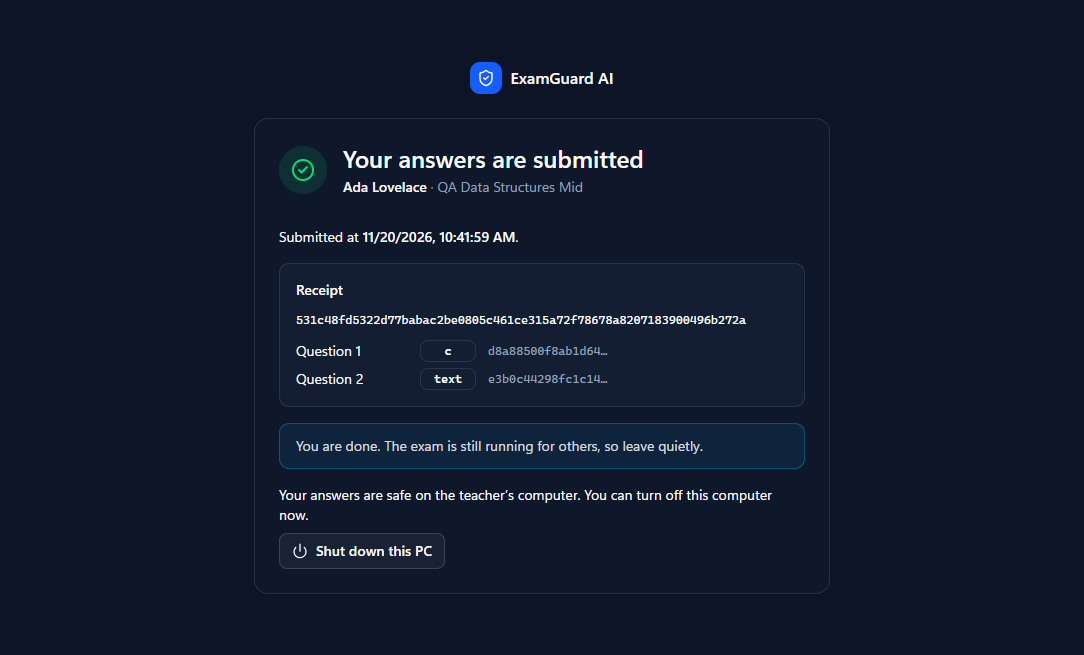 ExamGuard AI
Your answers are submitted
Ada Lovelace · QA Data Structures Mid
Submitted at 11/20/2026, 10:41:59 AM.
Receipt
531c48fd5322d77babac2be0805c461ce315a72f78678a8207183900496b272a
Question 1 c d8a88500f8ab1d64…
Question 2 text e3b0c44298fc1c14…
You are done. The exam is still running for others, so leave quietly.
Your answers are safe on the teacher’s computer. You can turn off this computer
now.
Shut down this PC